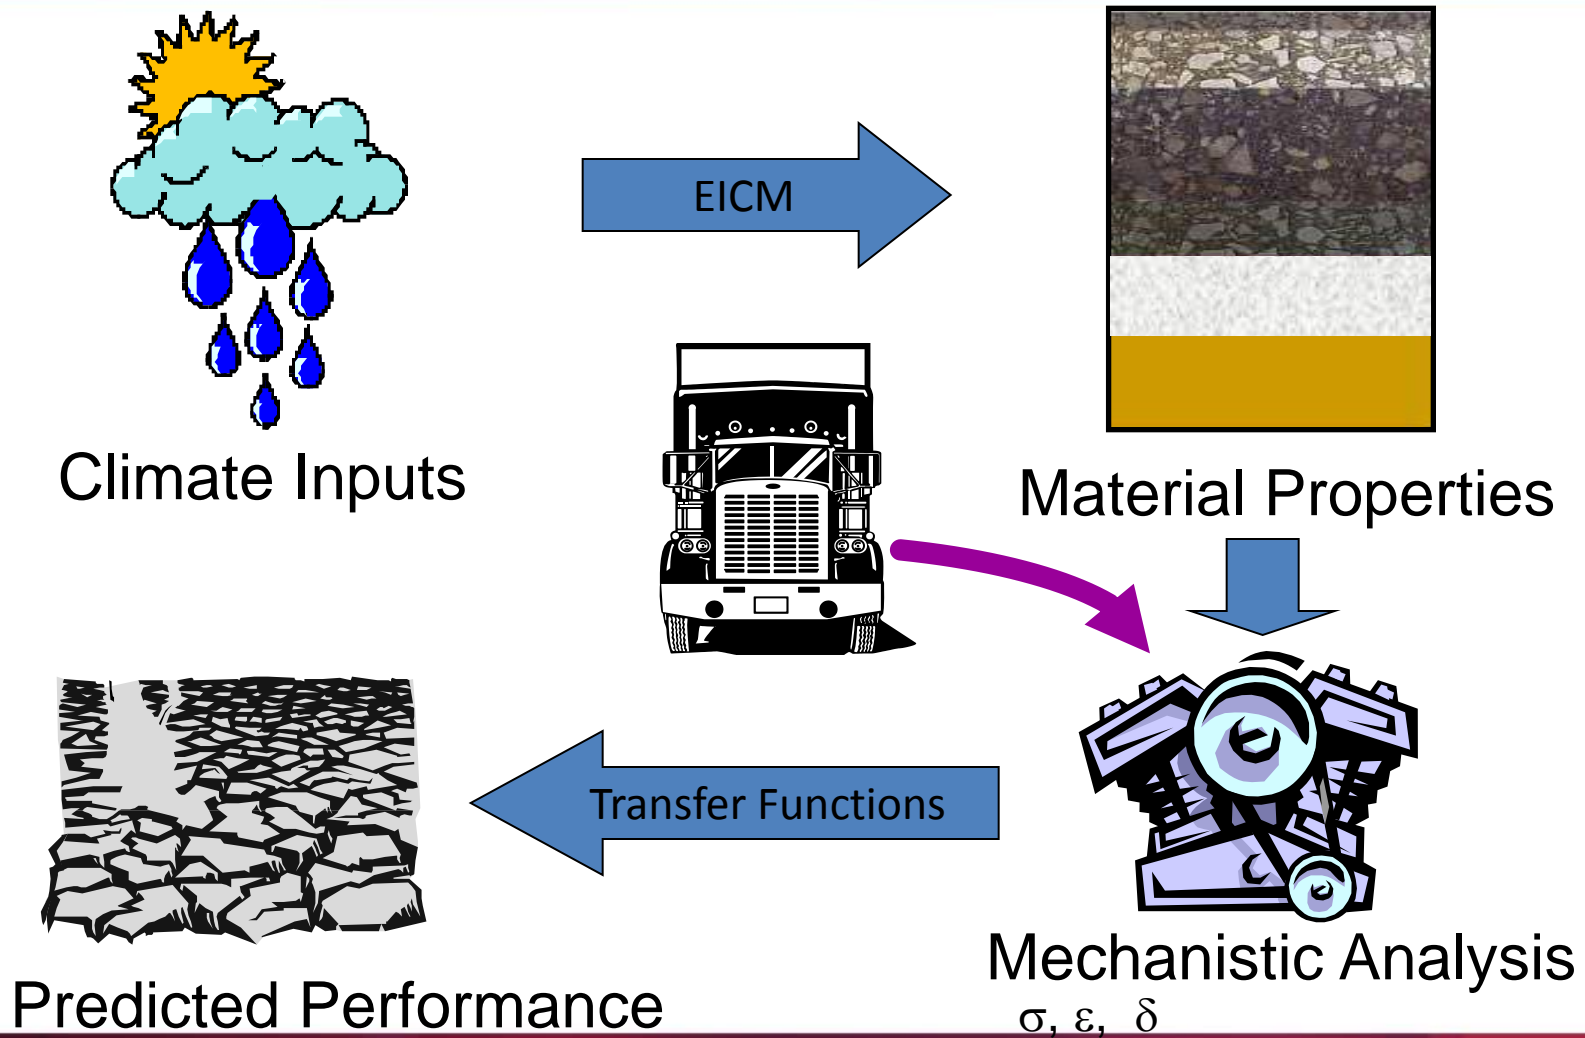 EICM
Climate Inputs
Material Properties
Transfer Functions
Mechanistic Analysis
σ, ε, δ
Predicted Performance